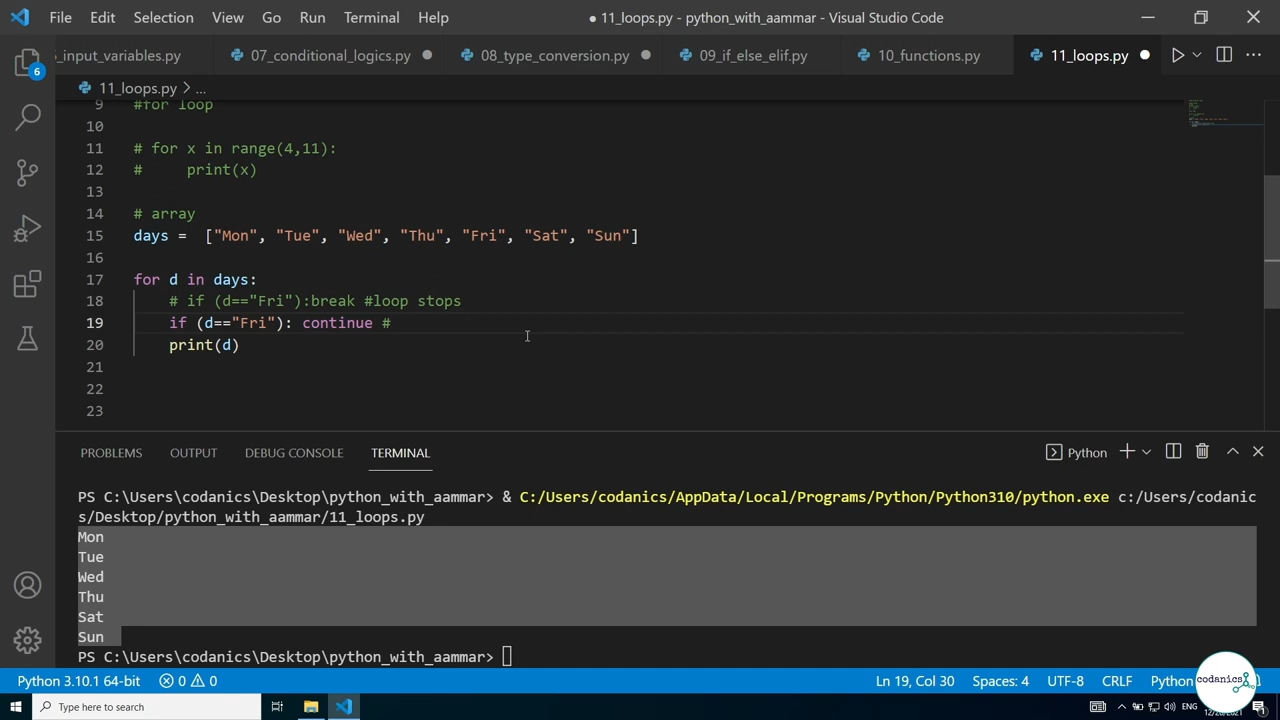 File Edit Selection View Go Run Terminal Help
● 11_loops.py - python_with_aammar - Visual Studio Code
_input_variables.py 07_conditional_logics.py 08_type_conversion.py 09_if_else_elif.py 10_functions.py 11_loops.py
11_loops.py > ...
6
9 #for loop
10
11 # for x in range(4,11):
12 #     print(x)
13
14 # array
15 days =  ["Mon", "Tue", "Wed", "Thu", "Fri", "Sat", "Sun"]
16
17 for d in days:
18     # if (d=="Fri"):break #loop stops
19     if (d=="Fri"): continue #
20     print(d)
21
22
23
PROBLEMS OUTPUT DEBUG CONSOLE TERMINAL
Python
PS C:\Users\codanics\Desktop\python_with_aammar> & C:/Users/codanics/AppData/Local/Programs/Python/Python310/python.exe c:/Users/codanic
s/Desktop/python_with_aammar/11_loops.py
Mon
Tue
Wed
Thu
Sat
Sun
PS C:\Users\codanics\Desktop\python_with_aammar>
Python 3.10.1 64-bit 0 0 Ln 19, Col 30 Spaces: 4 UTF-8 CRLF Python
codanics
Type here to search ENG